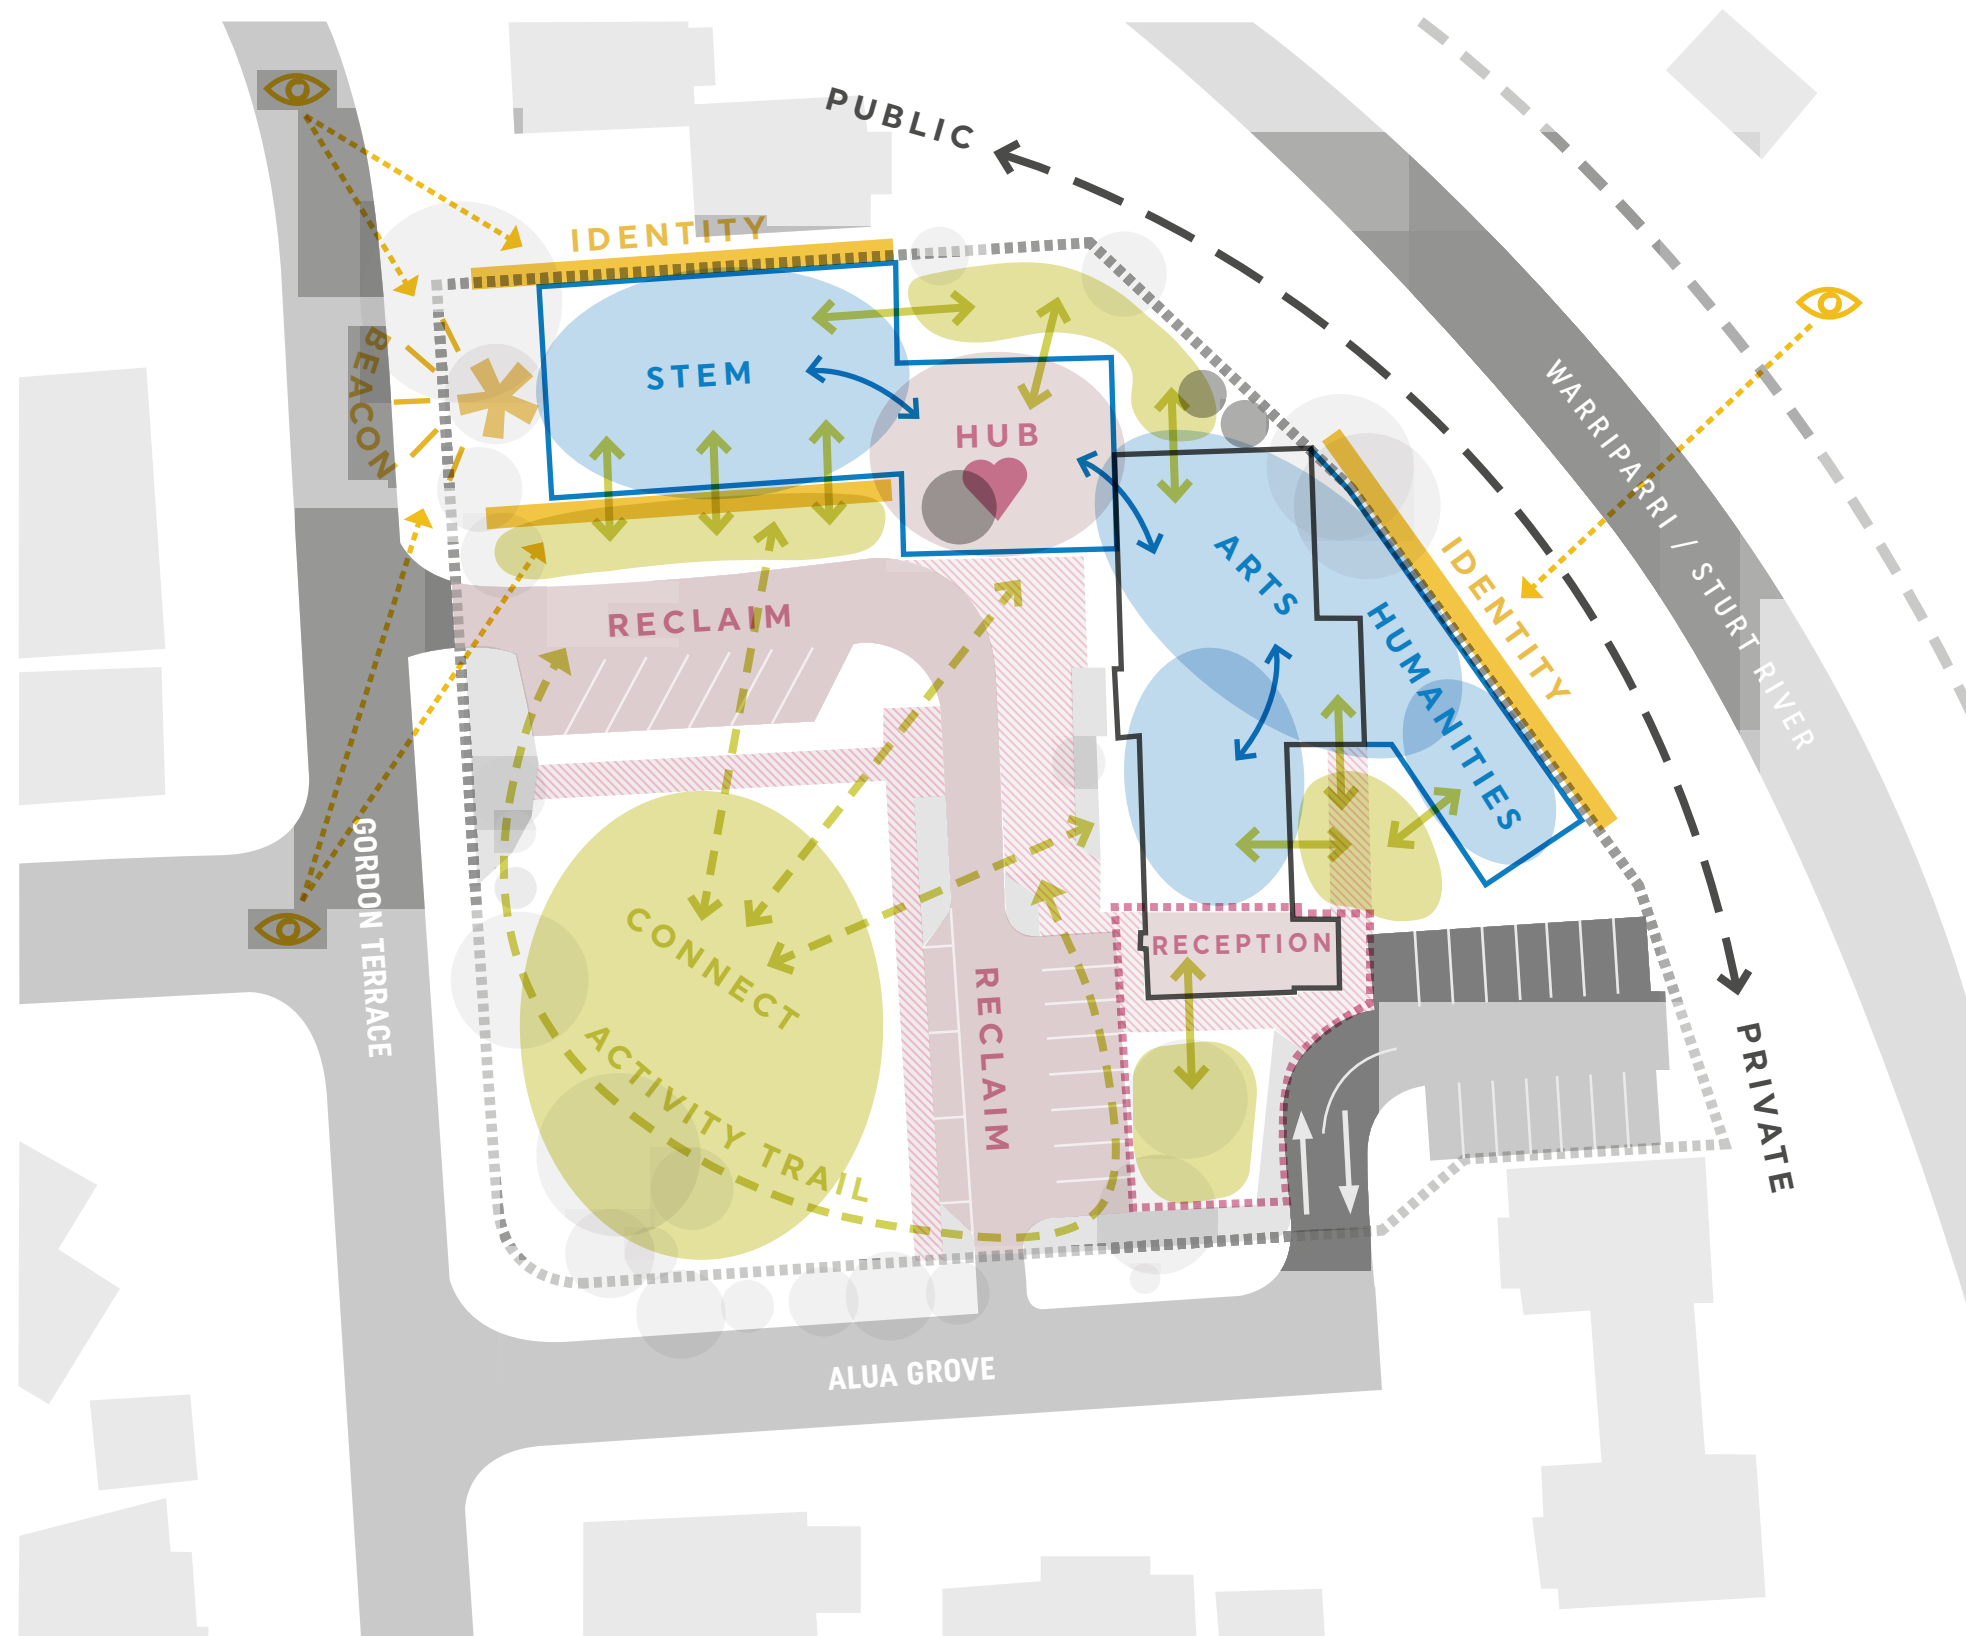 PUBLIC
IDENTITY
BEACON
STEM
HUB
WARRIPARRI / STURT RIVER
ARTS
IDENTITY
HUMANITIES
RECLAIM
GORDON TERRACE
CONNECT
RECEPTION
RECLAIM
ACTIVITY TRAIL
PRIVATE
ALUA GROVE